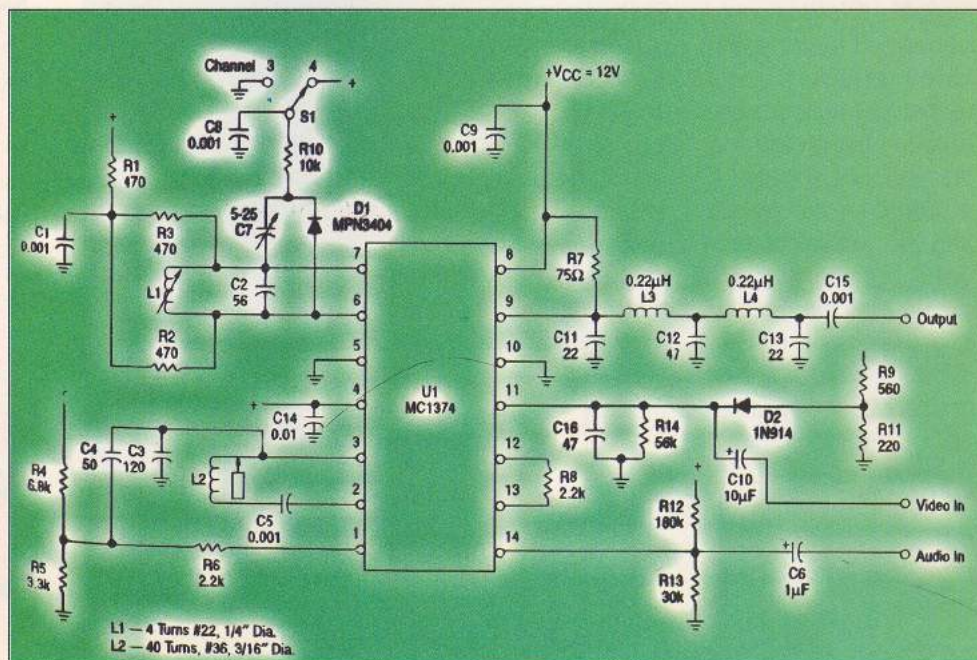 Channel 3 4
+
S1
C8
0.001
R10
10k
+VCC = 12V
C9
0.001
+
R1
470
C1
0.001
R3
470
5-25
C7
D1
MPN3404
L1
C2
56
R2
470
7
6
5
4
3
2
1
U1
MC1374
8
9
10
11
12
13
14
R7
75Ω
0.22µH
L3
0.22µH
L4
C15
0.001
Output
C11
22
C12
47
C13
22
R9
560
R11
220
D2
1N914
C16
47
R14
56k
+
C10
10µF
Video In
R8
2.2k
+
R12
180k
R13
30k
+
C6
1µF
Audio In
+
C14
0.01
C4
50
C3
120
L2
C5
0.001
R4
6.8k
R5
3.3k
R6
2.2k
L1 — 4 Turns #22, 1/4" Dia.
L2 — 40 Turns, #36, 3/16" Dia.